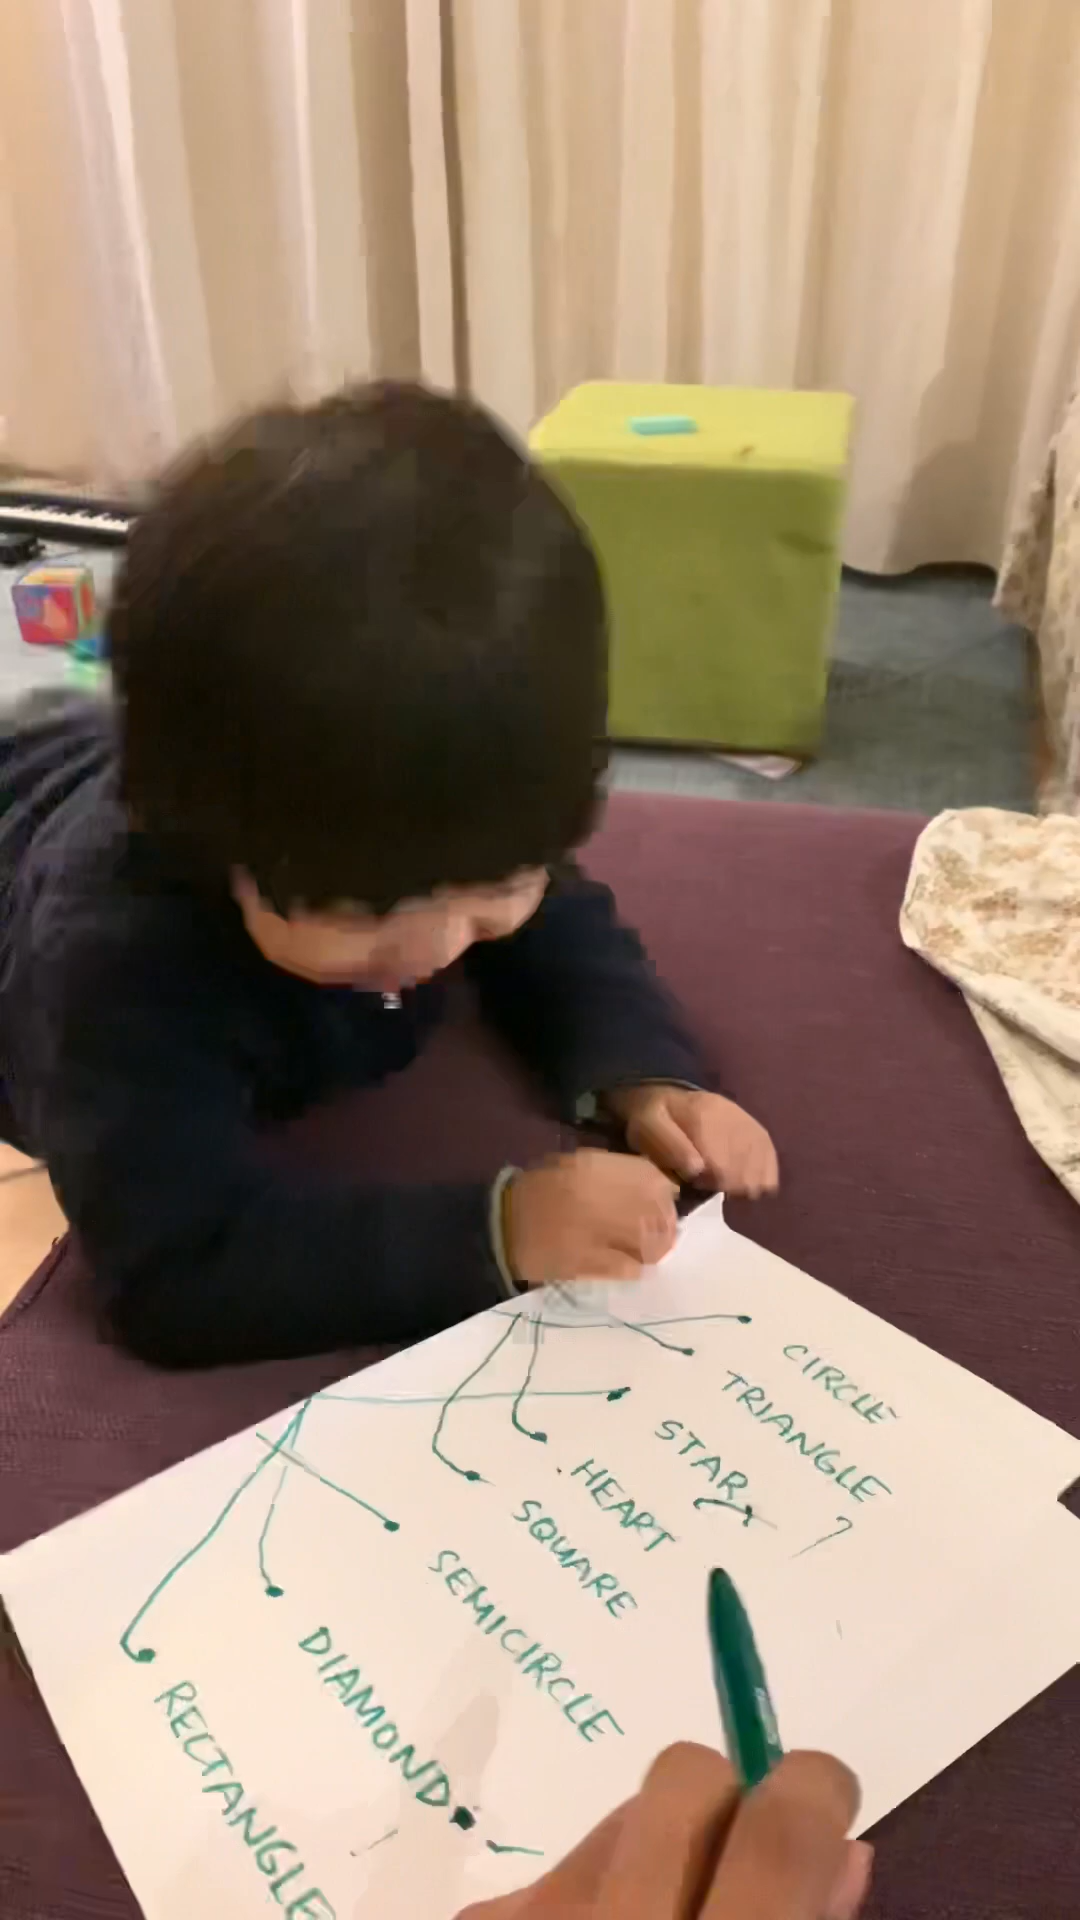 CIRCLE
TRIANGLE
STAR
HEART
SQUARE
SEMICIRCLE
DIAMOND
RECTANGLE